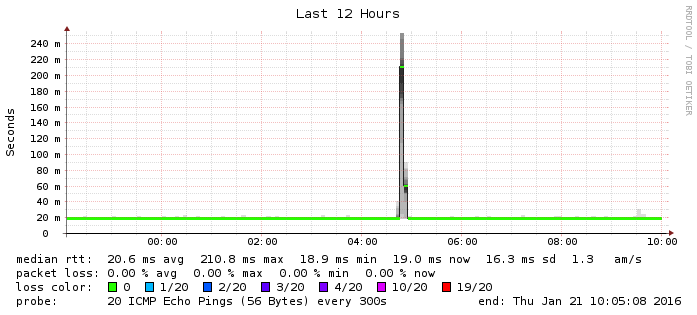 Last 12 Hours
RRDTOOL / TOBI OETIKER
Seconds
240 m
220 m
200 m
180 m
160 m
140 m
120 m
100 m
80 m
60 m
40 m
20 m
0
00:00 02:00 04:00 06:00 08:00 10:00
median rtt: 20.6 ms avg 210.8 ms max 18.9 ms min 19.0 ms now 16.3 ms sd 1.3 am/s
packet loss: 0.00 % avg 0.00 % max 0.00 % min 0.00 % now
loss color: 0 1/20 2/20 3/20 4/20 10/20 19/20
probe: 20 ICMP Echo Pings (56 Bytes) every 300s end: Thu Jan 21 10:05:08 2016